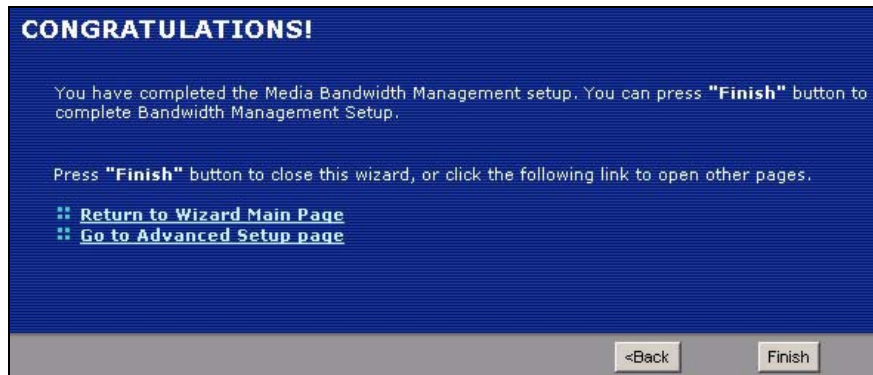 CONGRATULATIONS!
You have completed the Media Bandwidth Management setup. You can press "Finish" button to
complete Bandwidth Management Setup.
Press "Finish" button to close this wizard, or click the following link to open other pages.
Return to Wizard Main Page
Go to Advanced Setup page
<Back Finish